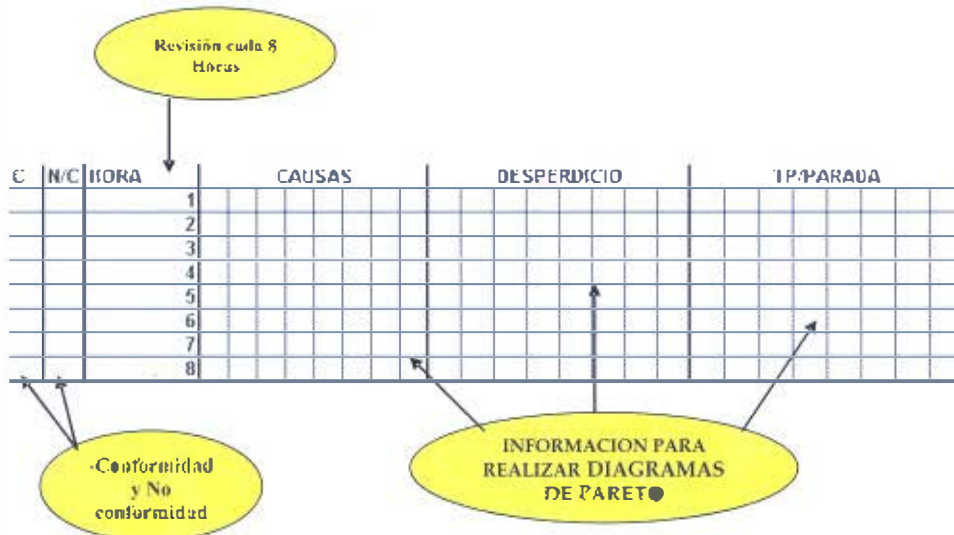 Revisión cada 8
Horas
C N/C HORA CAUSAS DESPERDICIO TP/PARADA
1
2
3
4
5
6
7
8
-Conformidad
y No
conformidad
INFORMACION PARA
REALIZAR DIAGRAMAS
DE PARETO